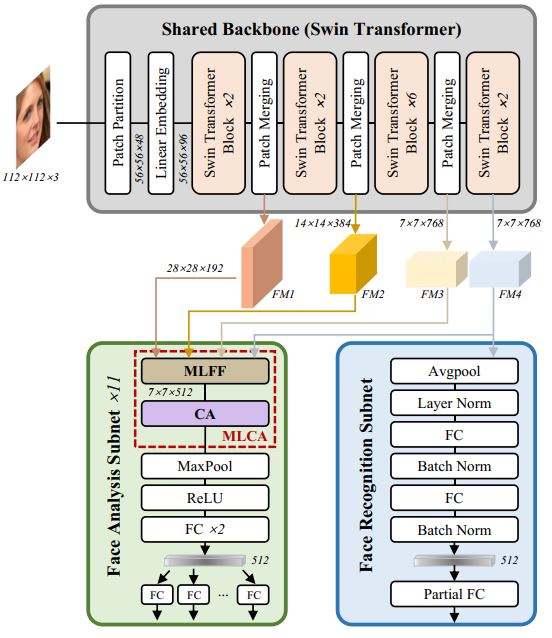 Shared Backbone (Swin Transformer)
112×112×3
Patch Partition
56×56×48
Linear Embedding
56×56×96
Swin Transformer
Block ×2
Patch Merging
Swin Transformer
Block ×2
Patch Merging
Swin Transformer
Block ×6
Patch Merging
Swin Transformer
Block ×2
14×14×384
7×7×768
7×7×768
28×28×192
FM1
FM2
FM3
FM4
Face Analysis Subnet ×11
MLFF
7×7×512
CA
MLCA
MaxPool
ReLU
FC ×2
512
FC
FC
...
FC
Face Recognition Subnet
Avgpool
Layer Norm
FC
Batch Norm
FC
Batch Norm
512
Partial FC